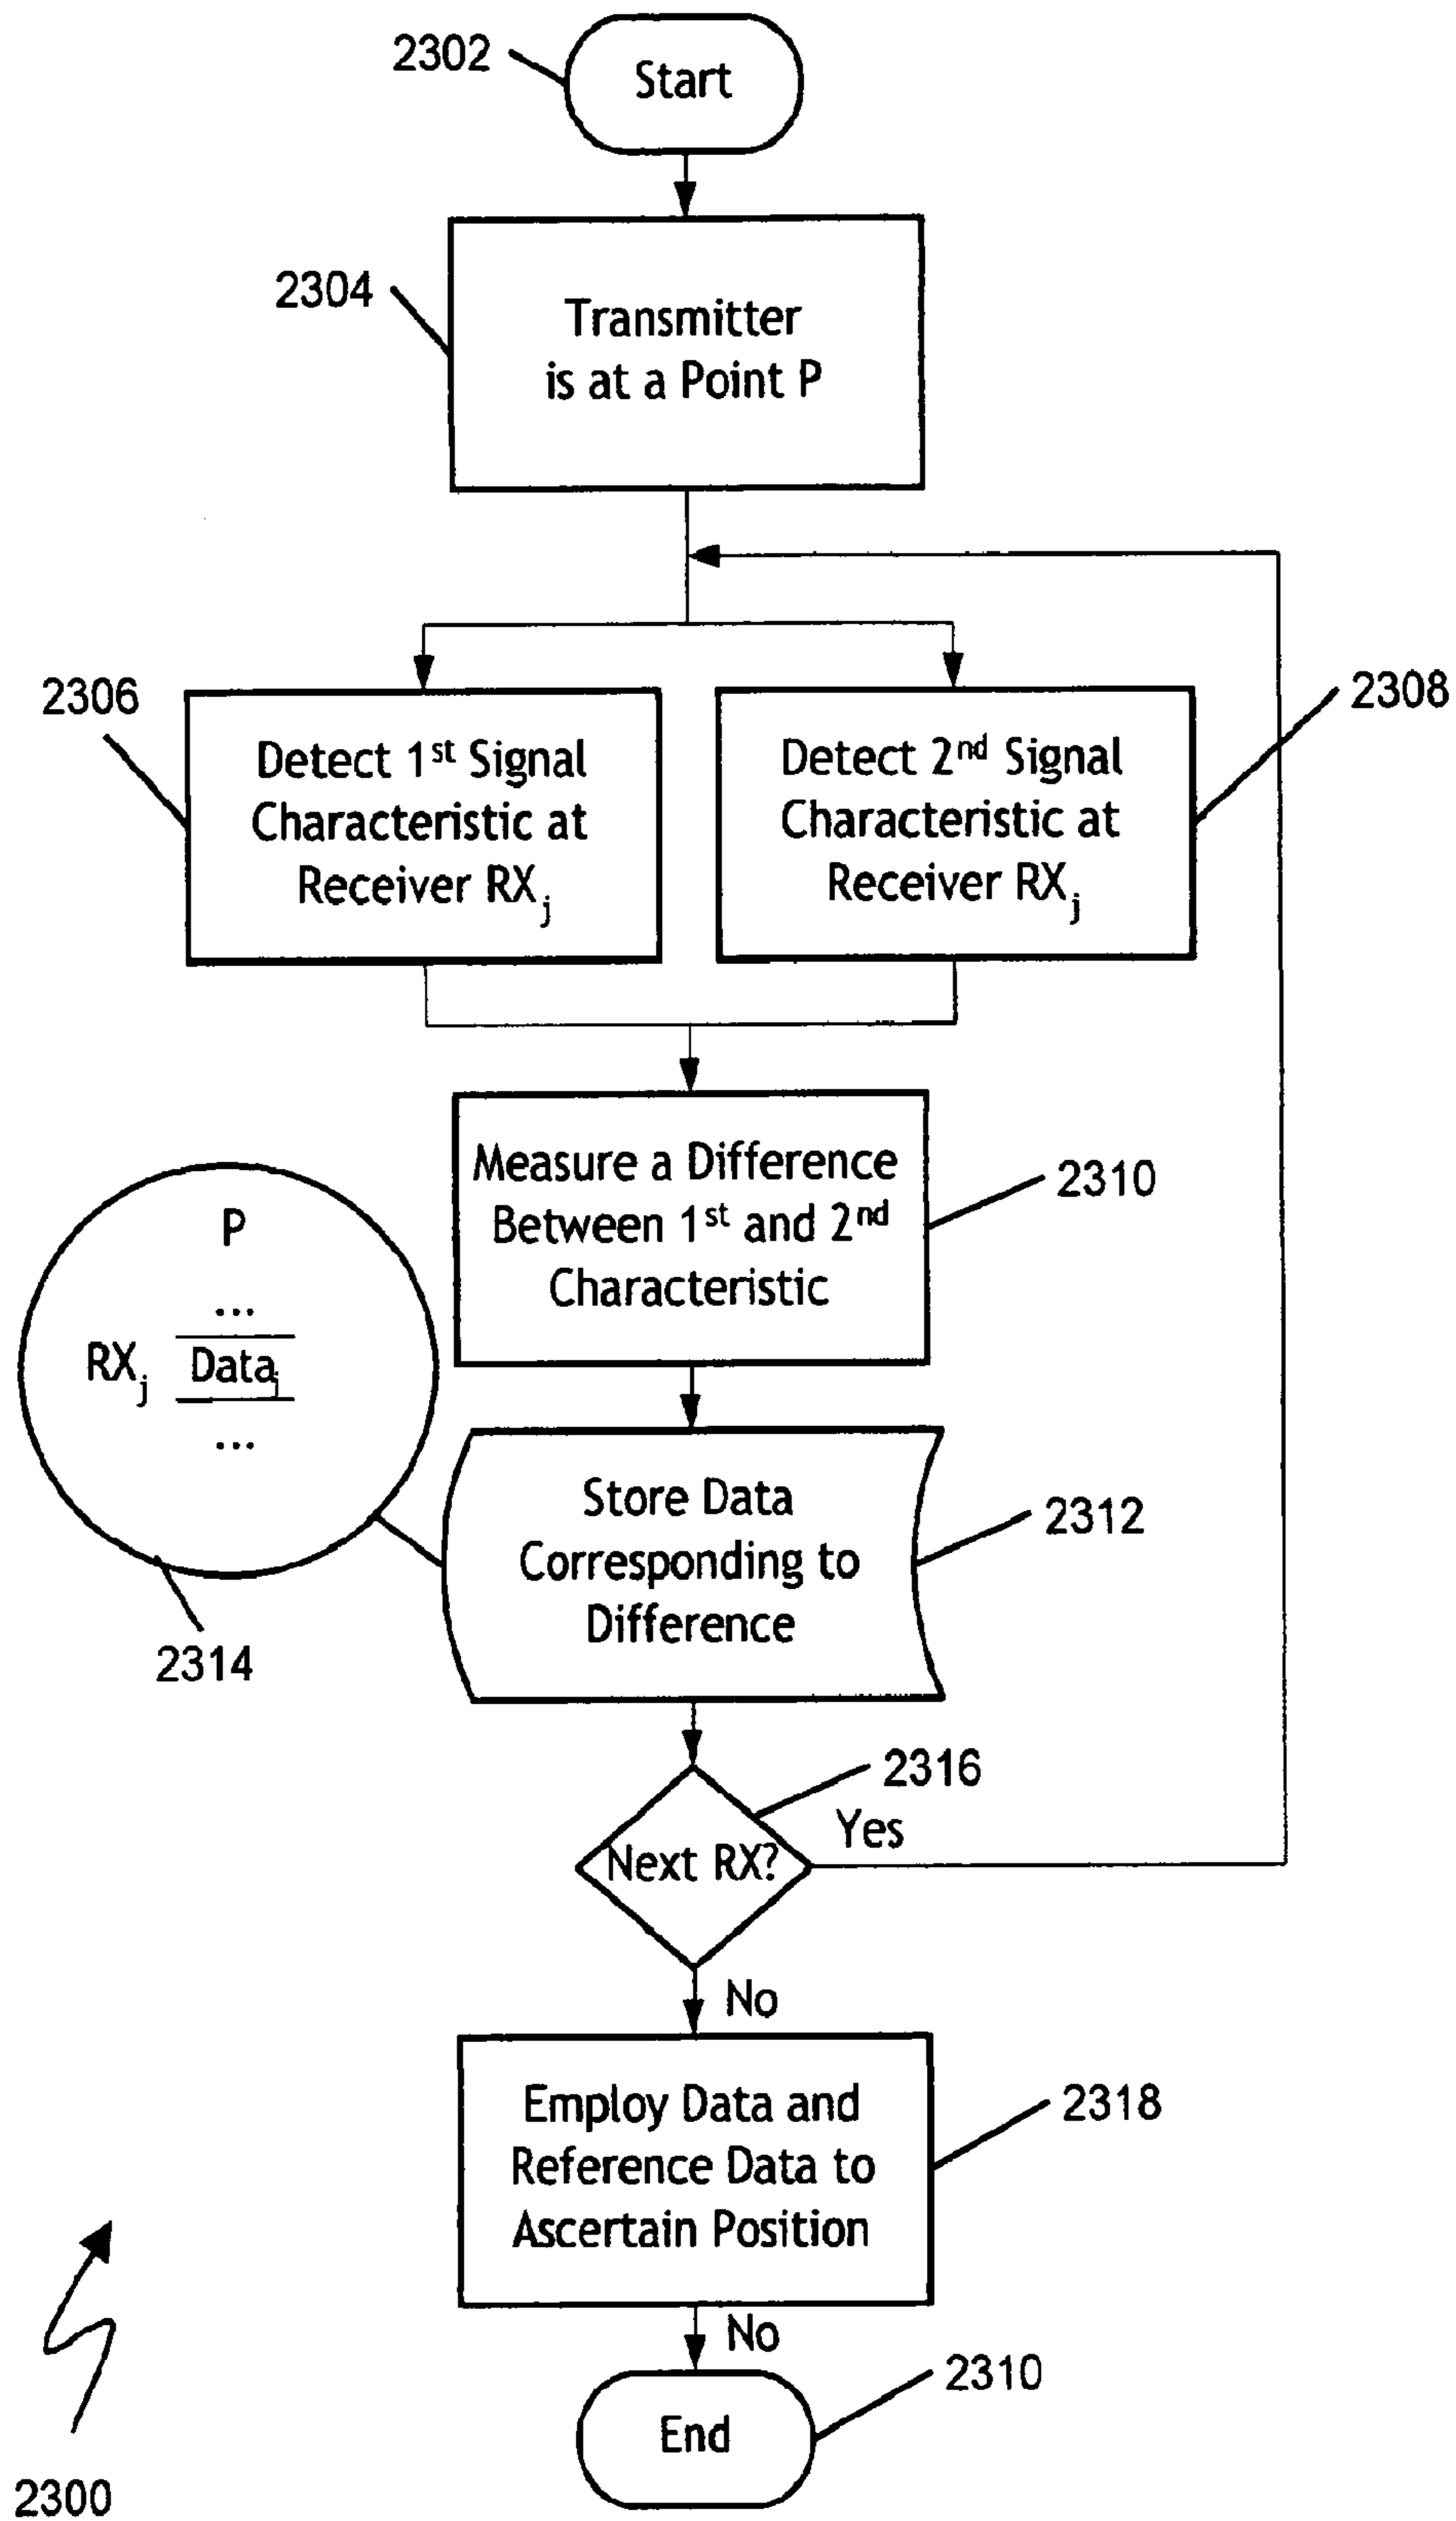 2302
Start
2304
Transmitter
is at a Point P
2306
Detect 1st Signal
Characteristic at
Receiver RXj
2308
Detect 2nd Signal
Characteristic at
Receiver RXj
Measure a Difference
Between 1st and 2nd
Characteristic
2310
P
...
RXj Dataj
...
2314
Store Data
Corresponding to
Difference
2312
2316
Next RX?
Yes
No
Employ Data and
Reference Data to
Ascertain Position
2318
No
End
2310
2300